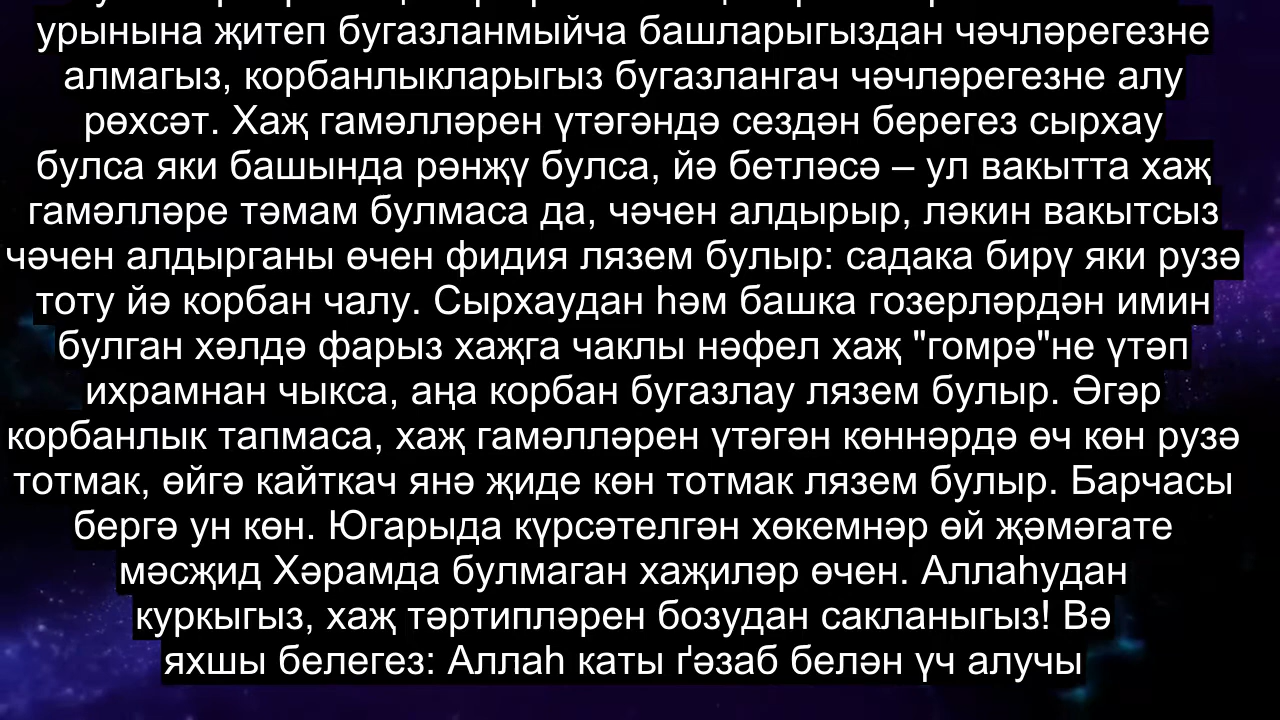 урынына җитеп бугазланмыйча башларыгыздан чәчләрегезне
алмагыз, корбанлыкларыгыз бугазлангач чәчләрегезне алу
рөхсәт. Хаҗ гамәлләрен үтәгәндә сездән берегез сырхау
булса яки башында рәнҗү булса, йә бетләсә – ул вакытта хаҗ
гамәлләре тәмам булмаса да, чәчен алдырыр, ләкин вакытсыз
чәчен алдырганы өчен фидия лязем булыр: садака бирү яки рузә
тоту йә корбан чалу. Сырхаудан һәм башка гозерләрдән имин
булган хәлдә фарыз хаҗга чаклы нәфел хаҗ "гомрә"не үтәп
ихрамнан чыкса, аңа корбан бугазлау лязем булыр. Әгәр
корбанлык тапмаса, хаҗ гамәлләрен үтәгән көннәрдә өч көн рузә
тотмак, өйгә кайткач янә җиде көн тотмак лязем булыр. Барчасы
бергә ун көн. Югарыда күрсәтелгән хөкемнәр өй җәмәгате
мәсҗид Хәрамда булмаган хаҗиләр өчен. Аллаһудан
куркыгыз, хаҗ тәртипләрен бозудан сакланыгыз! Вә
яхшы белегез: Аллаһ каты ґәзаб белән үч алучы